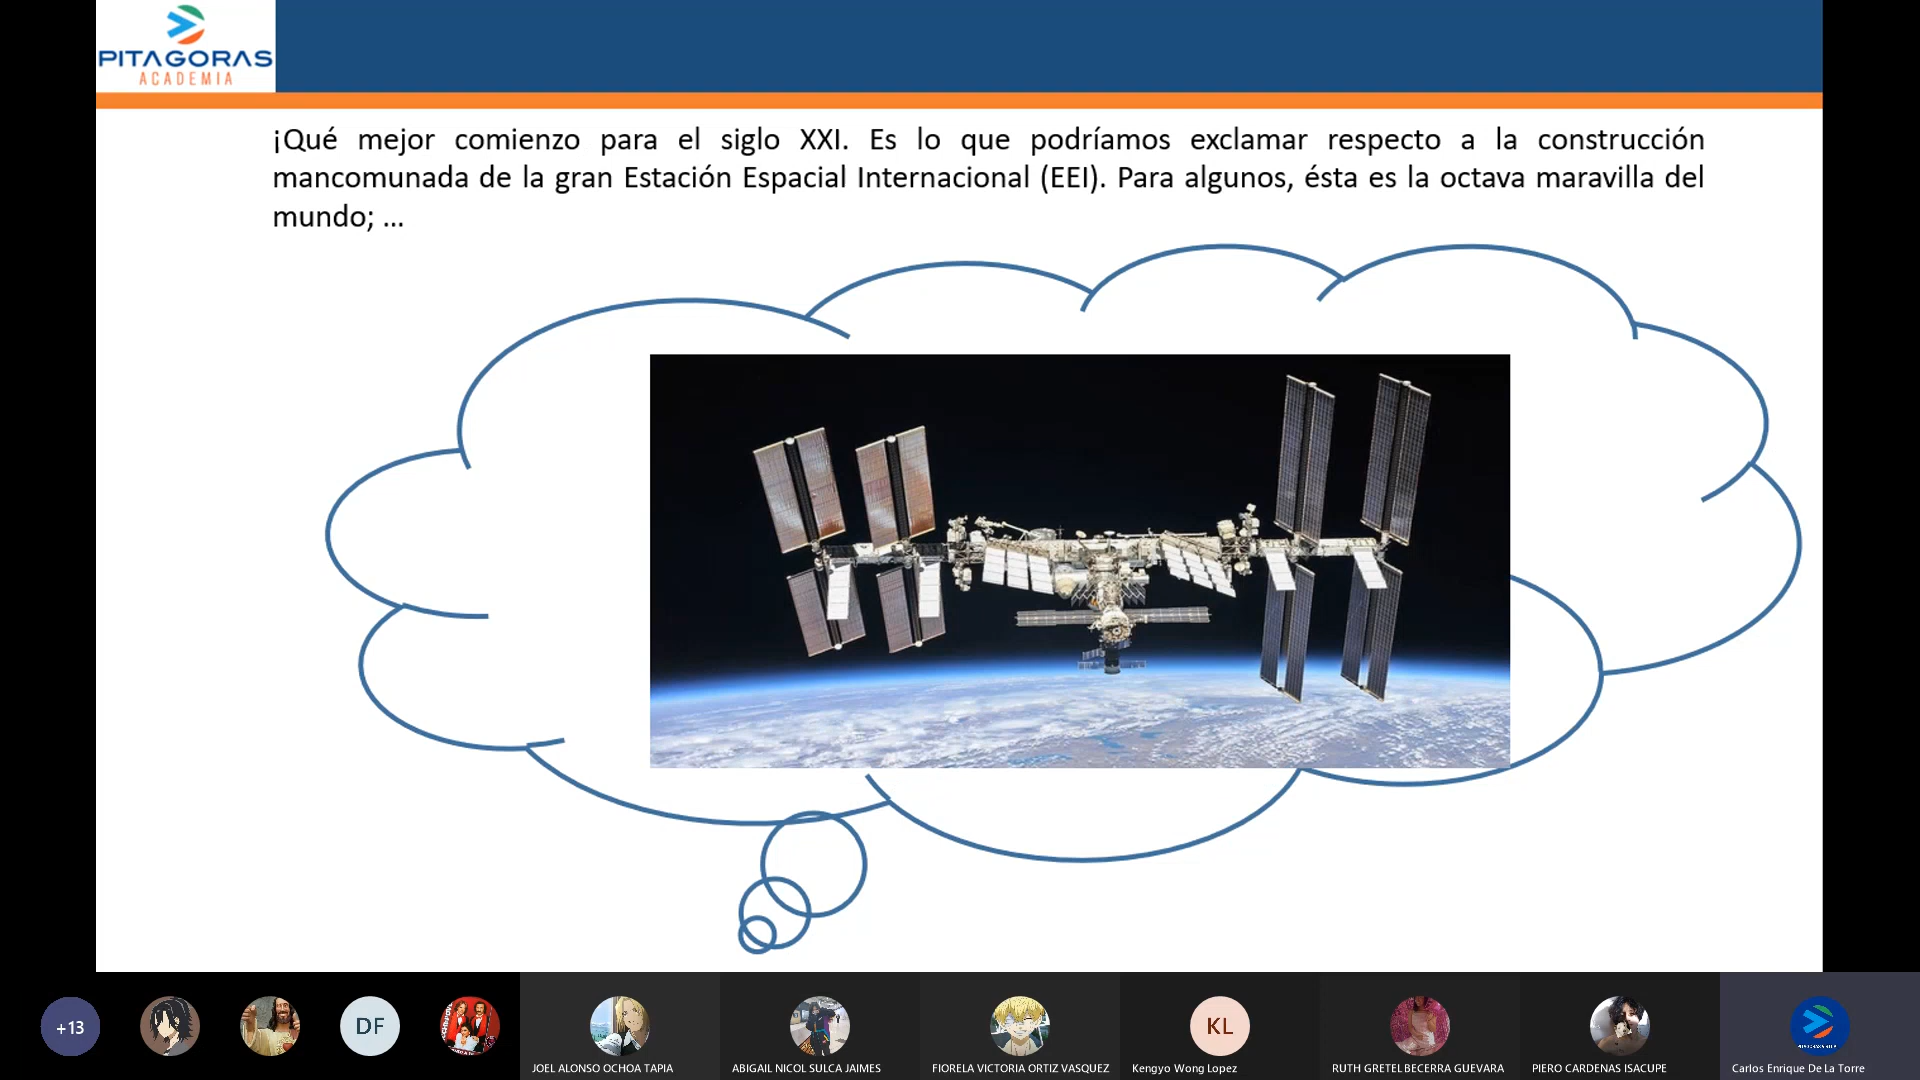 PITAGORAS
ACADEMIA
¡Qué mejor comienzo para el siglo XXI. Es lo que podríamos exclamar respecto a la construcción
mancomunada de la gran Estación Espacial Internacional (EEI). Para algunos, ésta es la octava maravilla del
mundo; ...
+13
DF
KL
JOEL ALONSO OCHOA TAPIA
ABIGAIL NICOL SULCA JAIMES
FIORELA VICTORIA ORTIZ VASQUEZ
Kengyo Wong Lopez
RUTH GRETEL BECERRA GUEVARA
PIERO CARDENAS ISACUPE
Carlos Enrique De La Torre